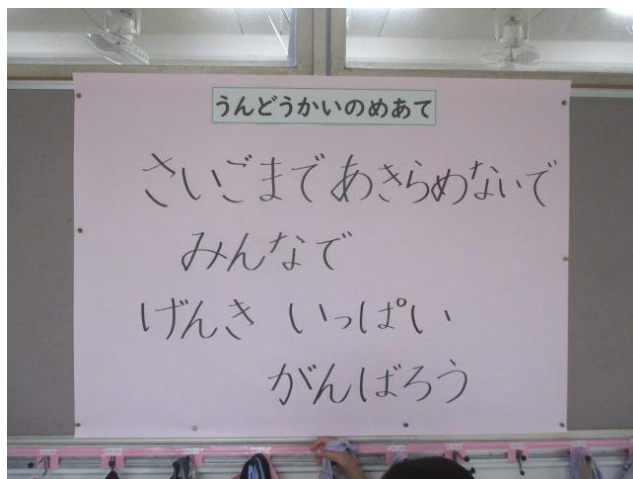 うんどうかいのめあて
さいごまであきらめないで
みんなで
げんき いっぱい
がんばろう